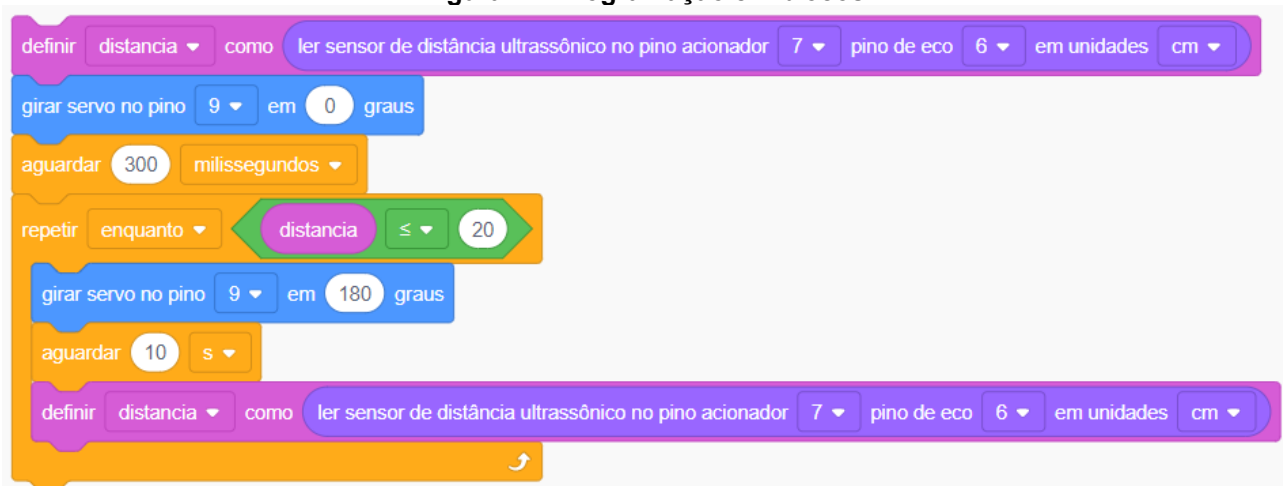 definir distancia como ler sensor de distância ultrassônico no pino acionador 7 pino de eco 6 em unidades cm
girar servo no pino 9 em 0 graus
aguardar 300 milissegundos
repetir enquanto distancia ≤ 20
girar servo no pino 9 em 180 graus
aguardar 10 s
definir distancia como ler sensor de distância ultrassônico no pino acionador 7 pino de eco 6 em unidades cm